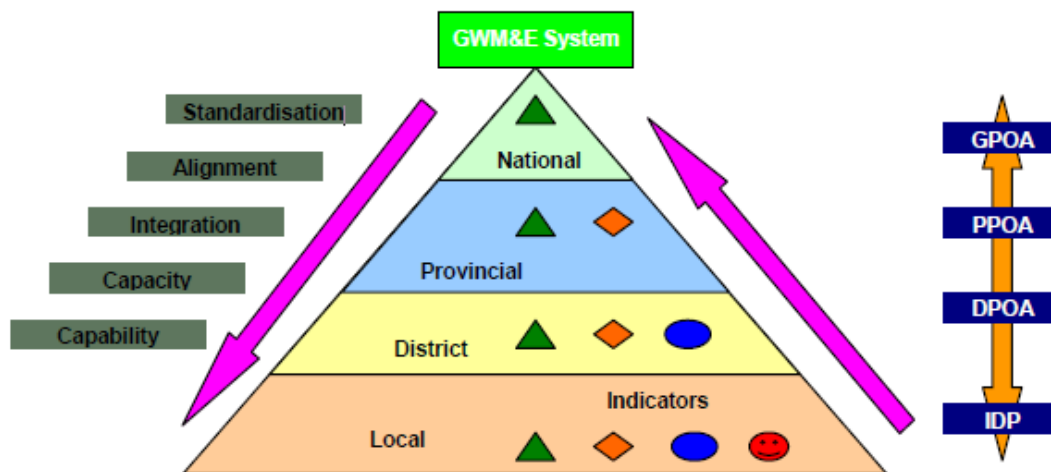 GWM&E System
Standardisation
Alignment
Integration
Capacity
Capability
National
Provincial
District
Indicators
Local
GPOA
PPOA
DPOA
IDP